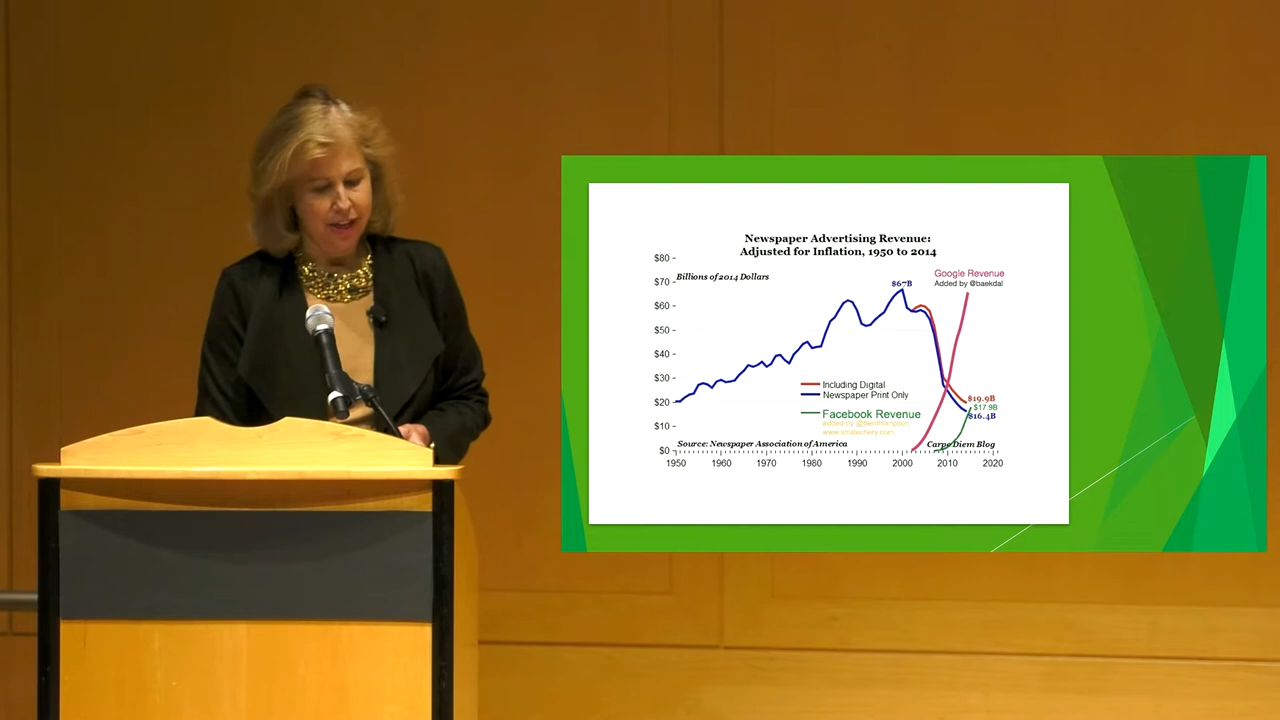 Newspaper Advertising Revenue:
Adjusted for Inflation, 1950 to 2014
$80
$70
Billions of 2014 Dollars
$67B
Google Revenue
Added by @baekdal
$60
$50
$40
$30
Including Digital
Newspaper Print Only
$20
$19.9B
$17.9B
$16.4B
Facebook Revenue
added by @benthompson
www.stratechery.com
$10
Source: Newspaper Association of America
Carpe Diem Blog
$0
1950 1960 1970 1980 1990 2000 2010 2020